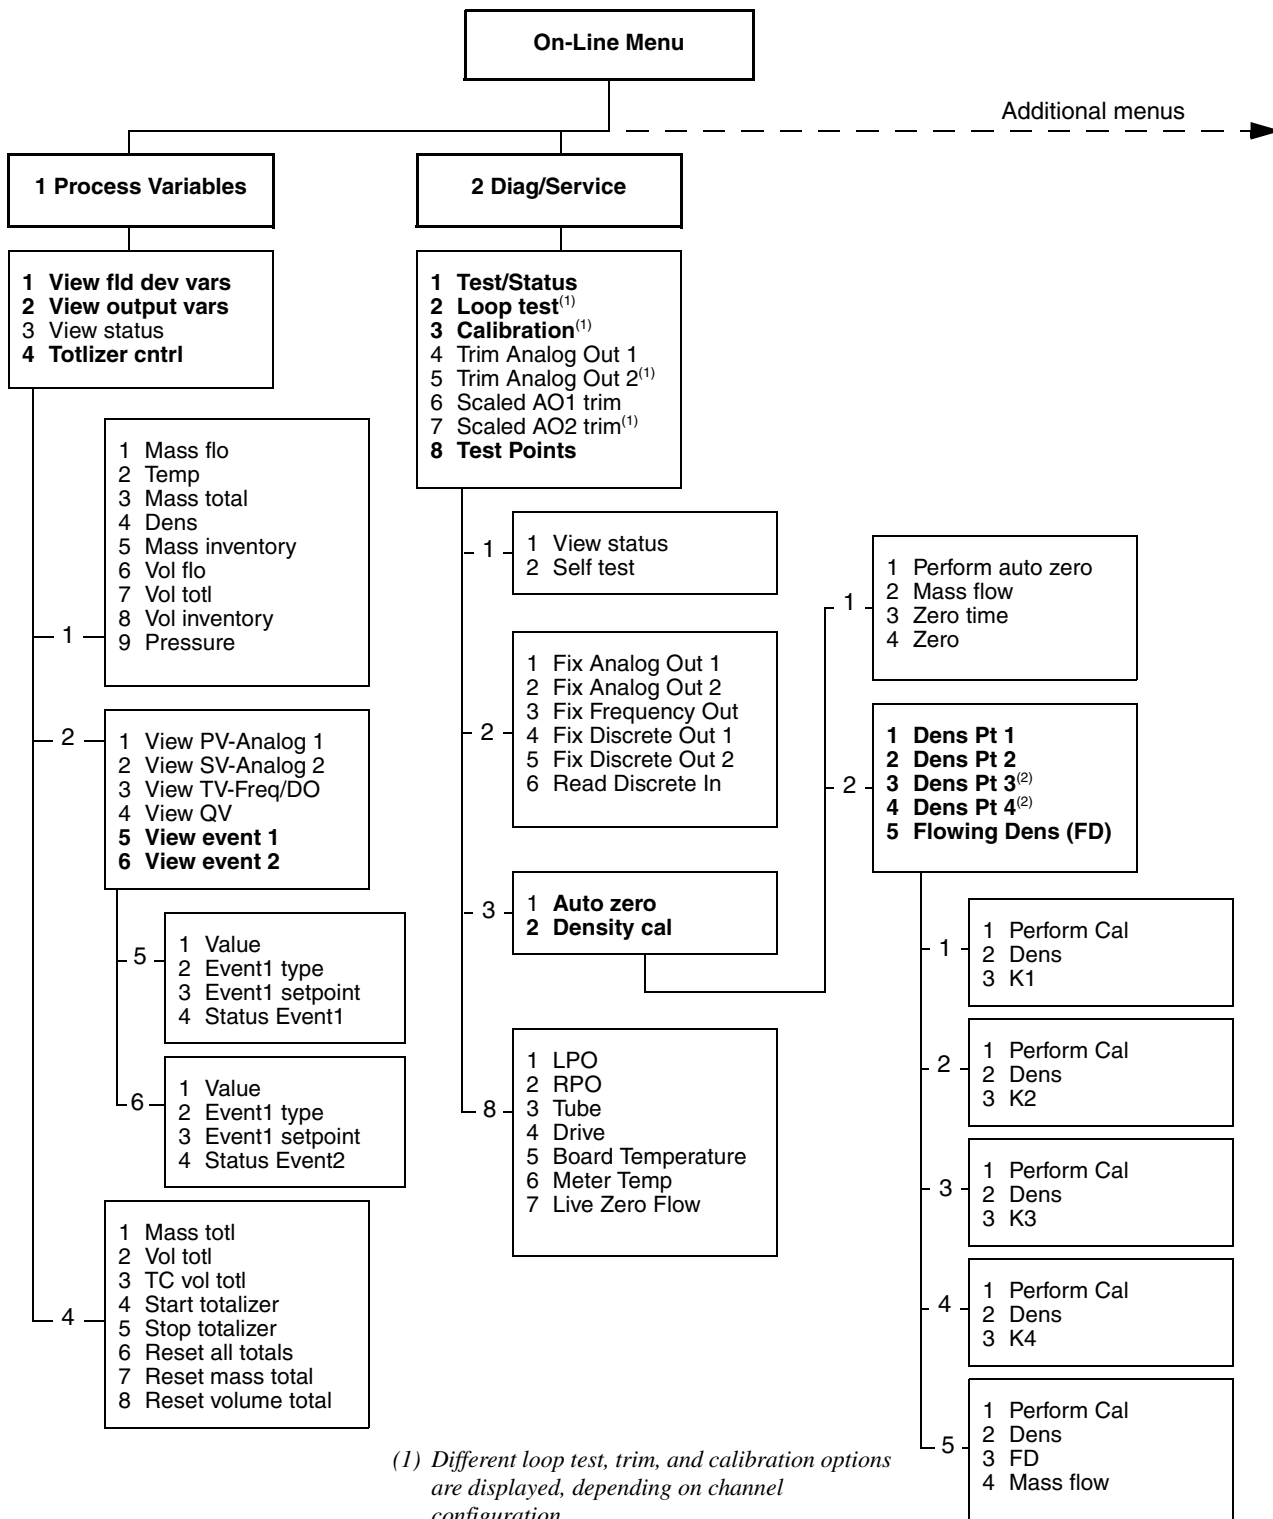 On-Line Menu
Additional menus
1 Process Variables
2 Diag/Service
1 View fld dev vars
2 View output vars
3 View status
4 Totlizer cntrl
1 Mass flo
2 Temp
3 Mass total
4 Dens
5 Mass inventory
6 Vol flo
7 Vol totl
8 Vol inventory
9 Pressure
1
2
1 View PV-Analog 1
2 View SV-Analog 2
3 View TV-Freq/DO
4 View QV
5 View event 1
6 View event 2
5
1 Value
2 Event1 type
3 Event1 setpoint
4 Status Event1
6
1 Value
2 Event1 type
3 Event1 setpoint
4 Status Event2
4
1 Mass totl
2 Vol totl
3 TC vol totl
4 Start totalizer
5 Stop totalizer
6 Reset all totals
7 Reset mass total
8 Reset volume total
1 Test/Status
2 Loop test(1)
3 Calibration(1)
4 Trim Analog Out 1
5 Trim Analog Out 2(1)
6 Scaled AO1 trim
7 Scaled AO2 trim(1)
8 Test Points
1
1 View status
2 Self test
2
1 Fix Analog Out 1
2 Fix Analog Out 2
3 Fix Frequency Out
4 Fix Discrete Out 1
5 Fix Discrete Out 2
6 Read Discrete In
3
1 Auto zero
2 Density cal
8
1 LPO
2 RPO
3 Tube
4 Drive
5 Board Temperature
6 Meter Temp
7 Live Zero Flow
1
1 Perform auto zero
2 Mass flow
3 Zero time
4 Zero
2
1 Dens Pt 1
2 Dens Pt 2
3 Dens Pt 3(2)
4 Dens Pt 4(2)
5 Flowing Dens (FD)
1
1 Perform Cal
2 Dens
3 K1
2
1 Perform Cal
2 Dens
3 K2
3
1 Perform Cal
2 Dens
3 K3
4
1 Perform Cal
2 Dens
3 K4
5
1 Perform Cal
2 Dens
3 FD
4 Mass flow
(1) Different loop test, trim, and calibration options
are displayed, depending on channel
configuration